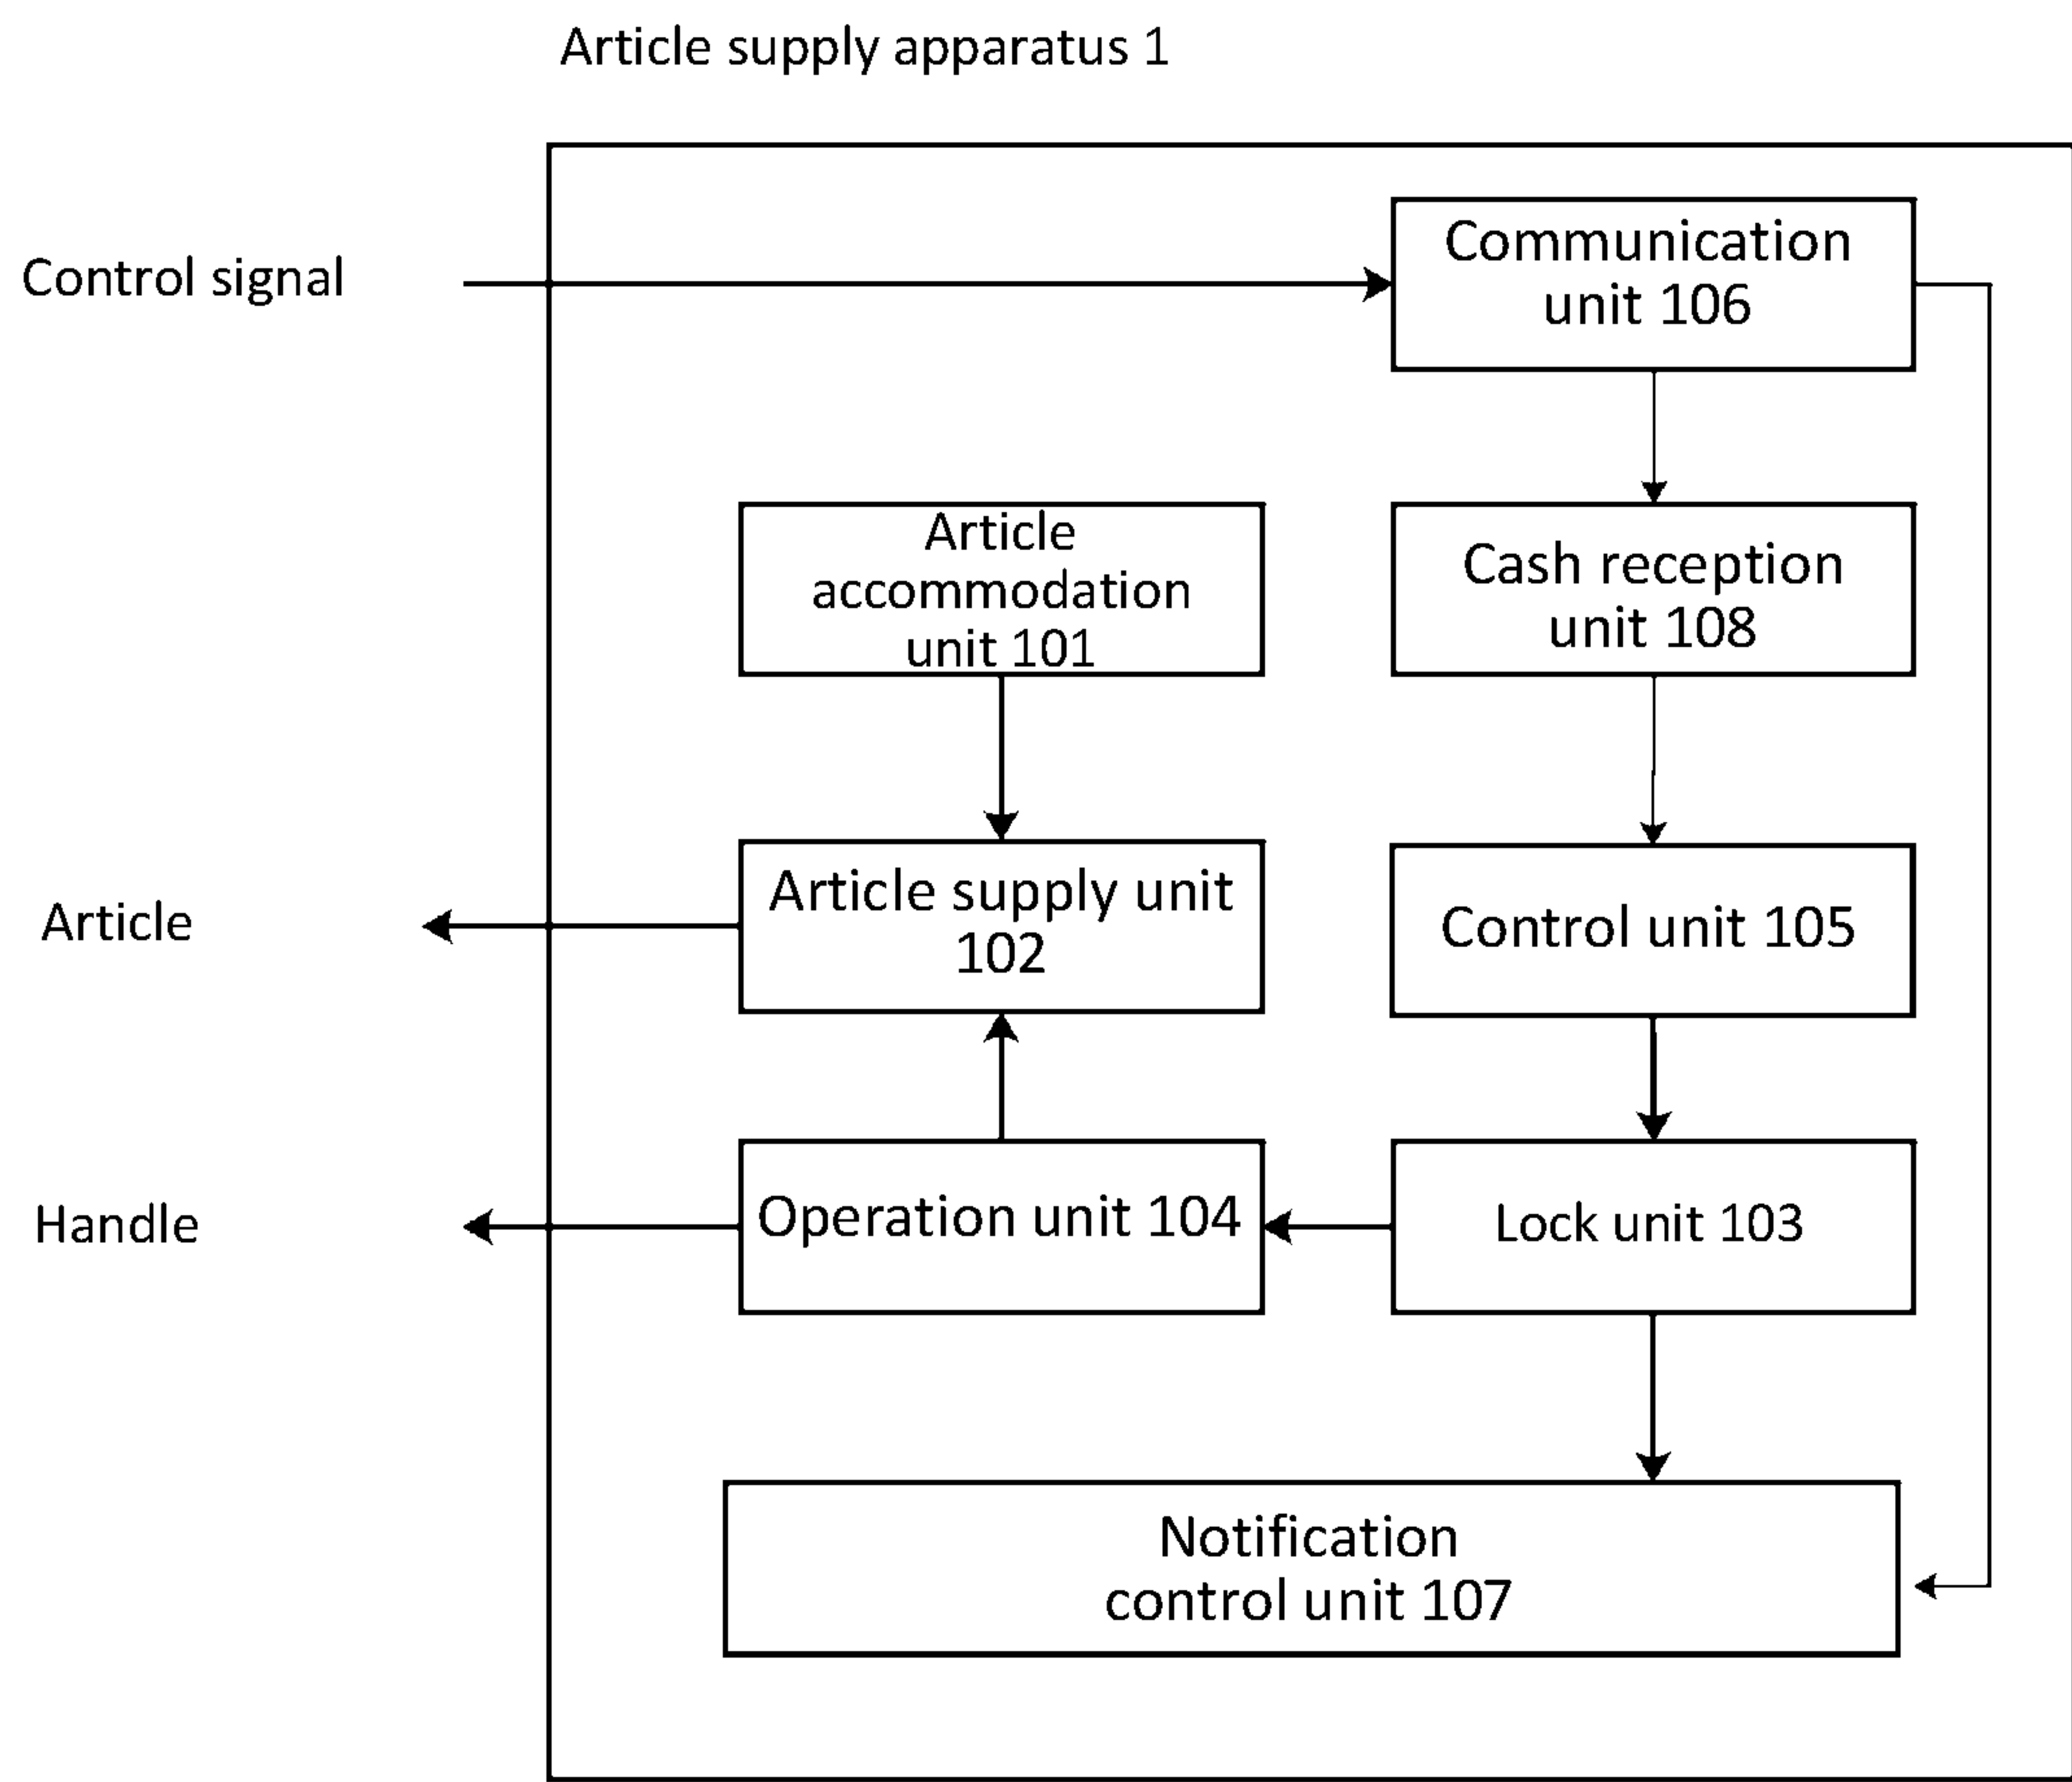 Article supply apparatus 1
Control signal
Communication
unit 106
Article
accommodation
unit 101
Cash reception
unit 108
Article
Article supply unit
102
Control unit 105
Handle
Operation unit 104
Lock unit 103
Notification
control unit 107